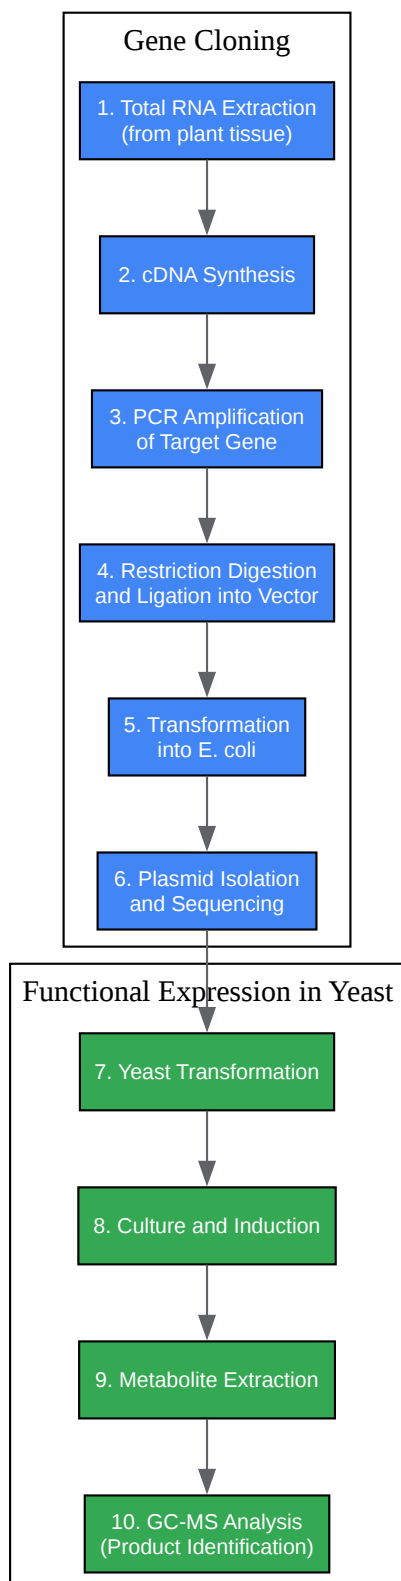 Gene Cloning
1. Total RNA Extraction
(from plant tissue)
2. cDNA Synthesis
3. PCR Amplification
of Target Gene
4. Restriction Digestion
and Ligation into Vector
5. Transformation
into E. coli
6. Plasmid Isolation
and Sequencing
Functional Expression in Yeast
7. Yeast Transformation
8. Culture and Induction
9. Metabolite Extraction
10. GC-MS Analysis
(Product Identification)